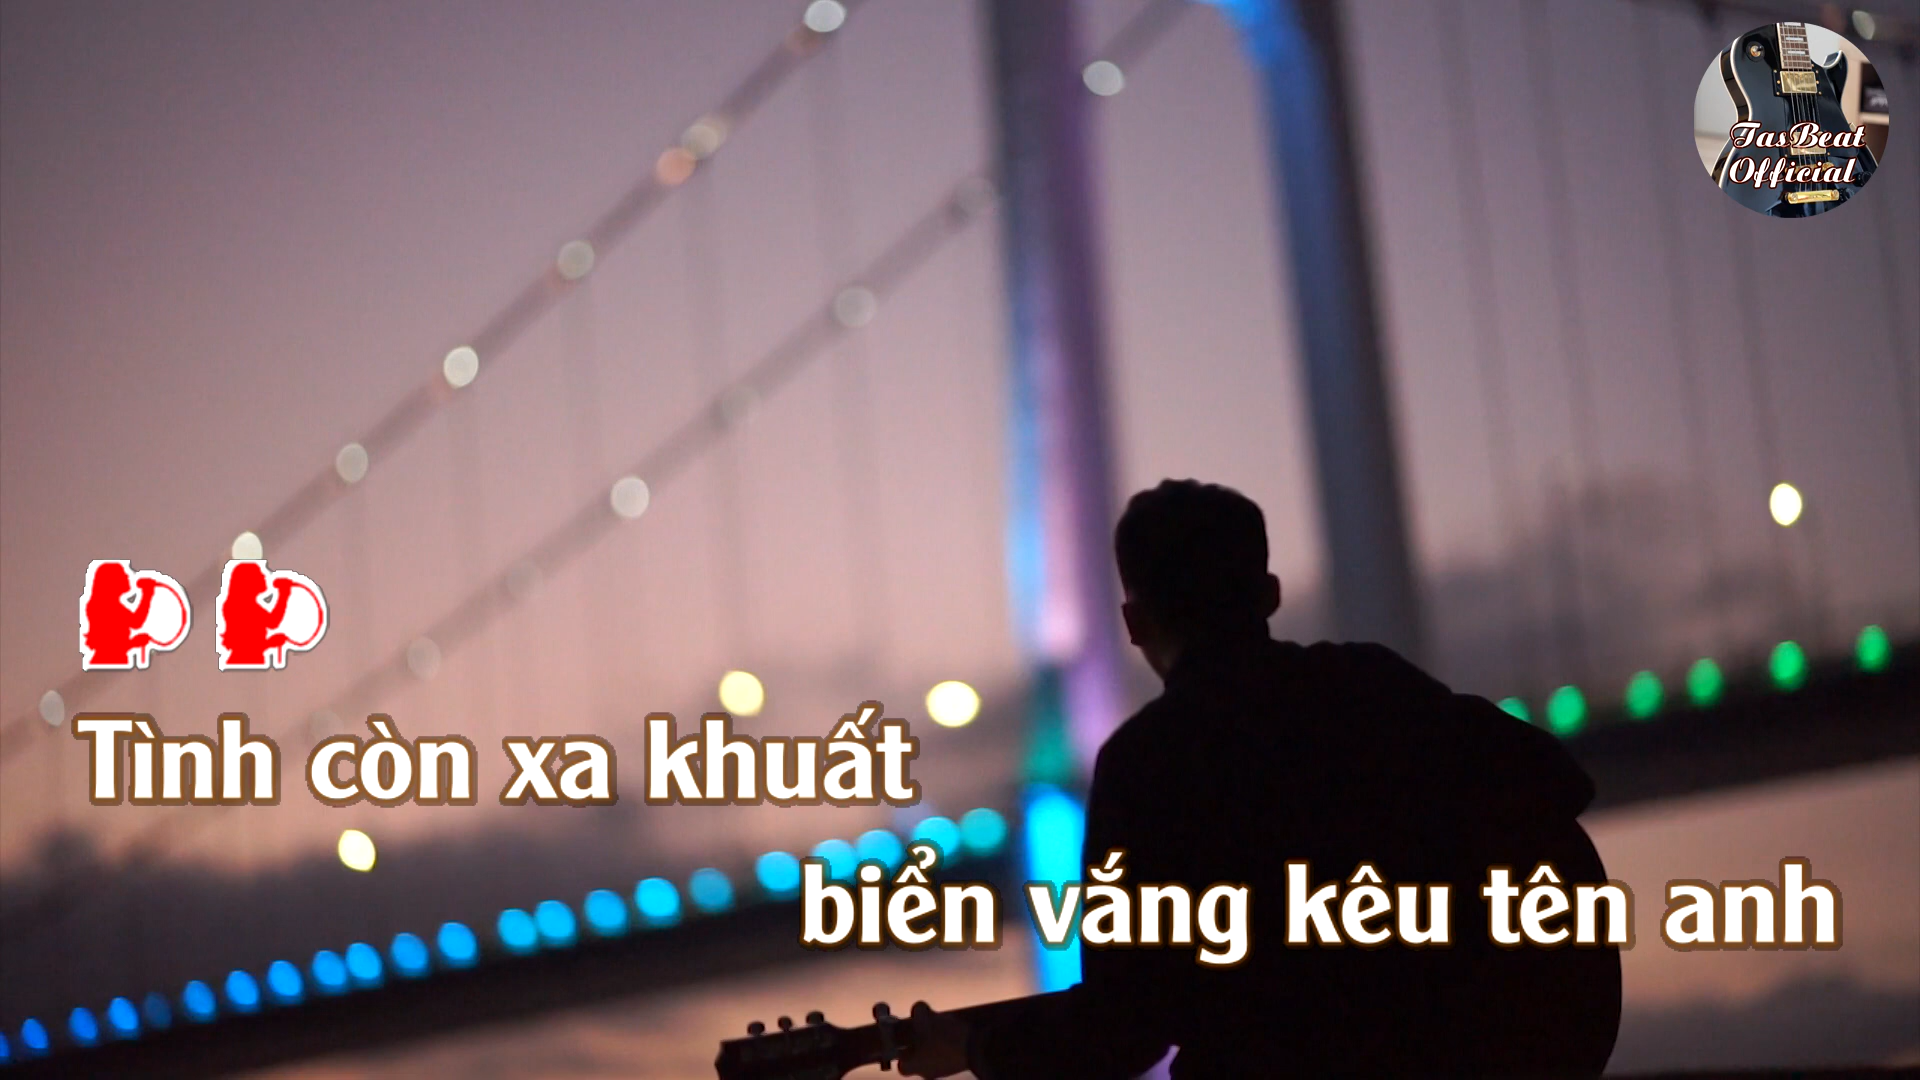 TasBeat
Official
Tình còn xa khuất
biển vắng kêu tên anh